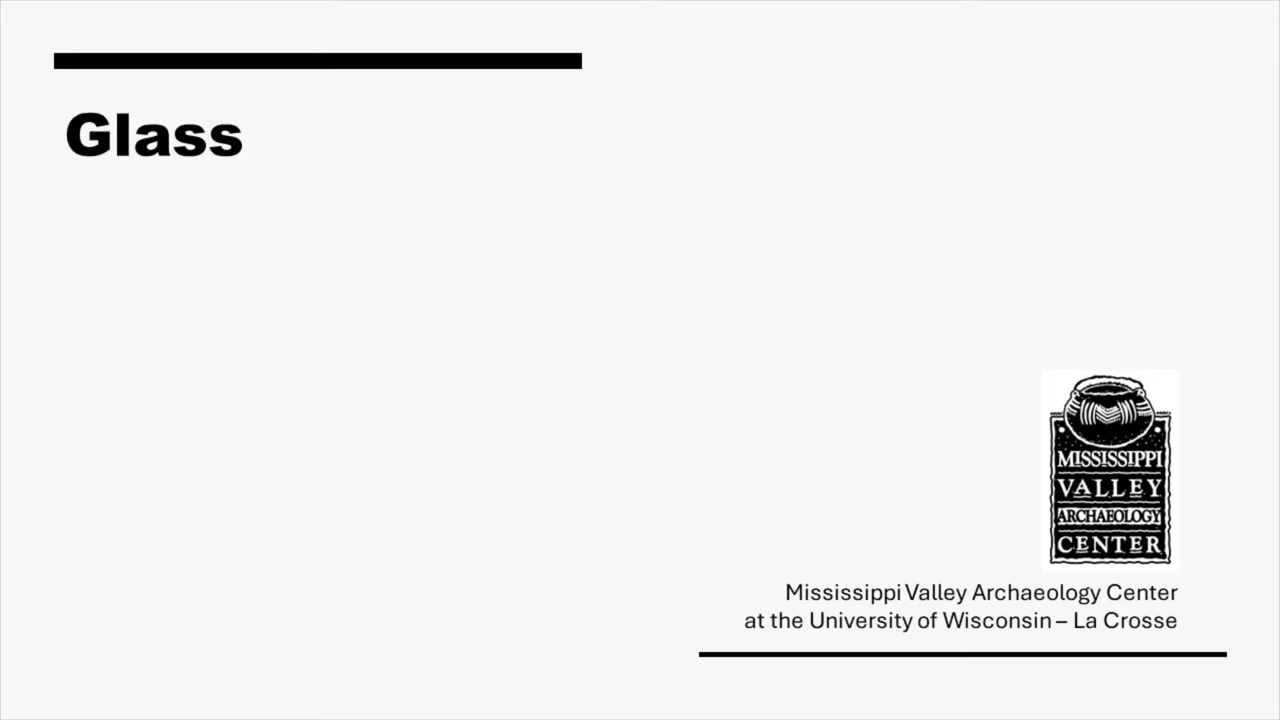 Glass
MISSISSIPPI
VALLEY
ARCHAEOLOGY
CENTER
Mississippi Valley Archaeology Center
at the University of Wisconsin – La Crosse